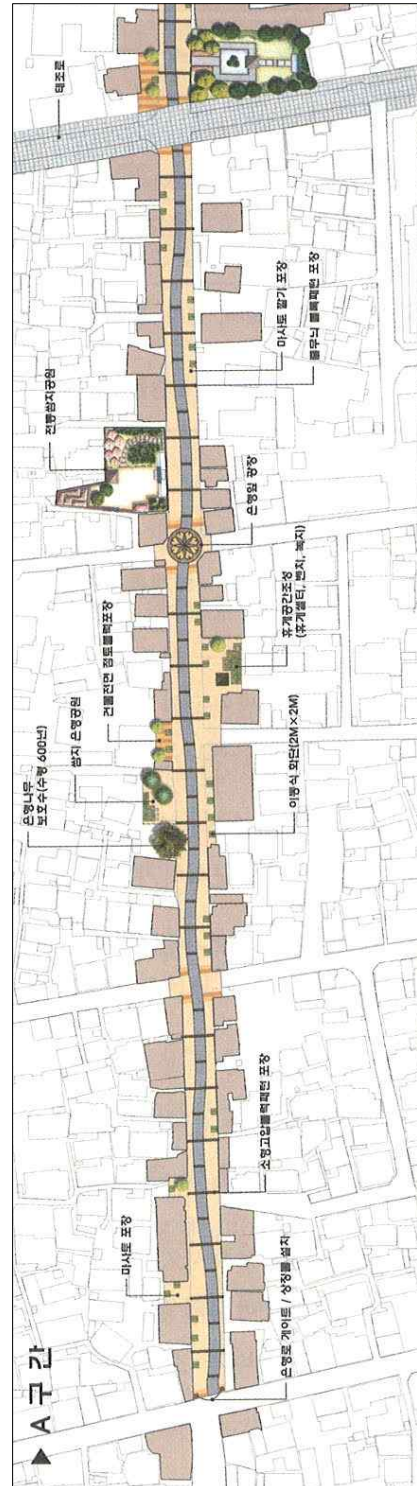 ▶ A 구 간
은행로 게이트 / 상징물 설치
마사토 포장
소형고압블럭패턴 포장
은행나무
보호수(수령 600년)
쌈지 은행공원
건물전면 점토블럭포장
이동식 화단(2M×2M)
휴게공간조성
(휴게쉘터, 벤치, 녹지)
은행잎 광장
전통쌈지공원
줄무늬 블록패턴 포장
마사토 깔기 포장
태조로